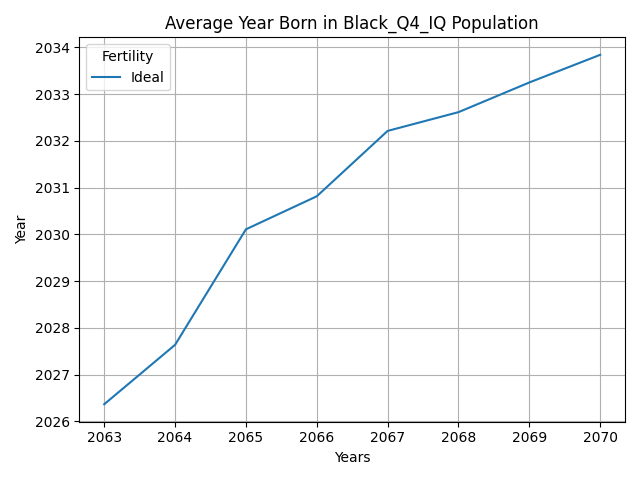 Average Year Born in Black_Q4_IQ Population
Fertility
Ideal
2034
2033
2032
2031
2030
2029
2028
2027
2026
Year
2063 2064 2065 2066 2067 2068 2069 2070
Years